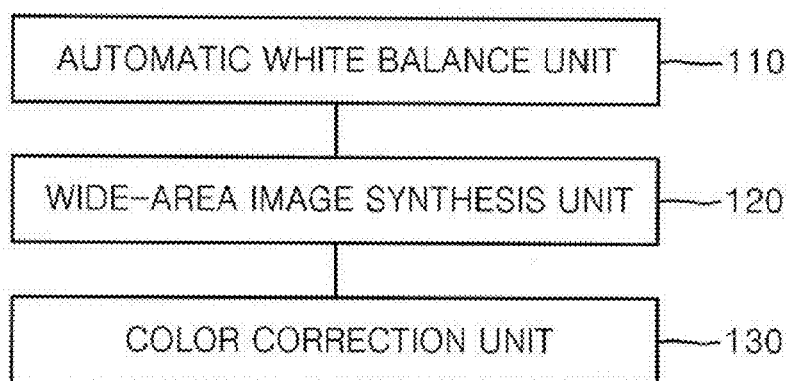 AUTOMATIC WHITE BALANCE UNIT 110
WIDE-AREA IMAGE SYNTHESIS UNIT 120
COLOR CORRECTION UNIT 130